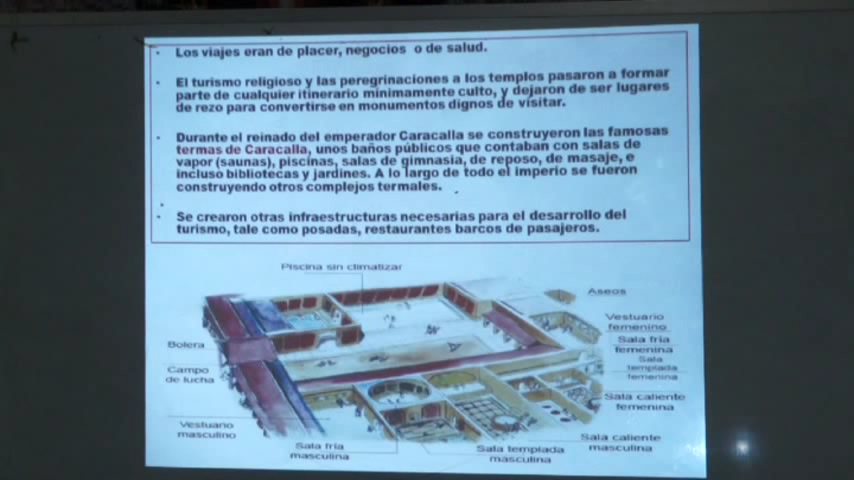 Los viajes eran de placer, negocios o de salud.
El turismo religioso y las peregrinaciones a los templos pasaron a formar
parte de cualquier itinerario mínimamente culto, y dejaron de ser lugares
de rezo para convertirse en monumentos dignos de visitar.
Durante el reinado del emperador Caracalla se construyeron las famosas
termas de Caracalla, unos baños públicos que contaban con salas de
vapor (saunas), piscinas, salas de gimnasia, de reposo, de masaje, e
incluso bibliotecas y jardines. A lo largo de todo el imperio se fueron
construyendo otros complejos termales.
Se crearon otras infraestructuras necesarias para el desarrollo del
turismo, tale como posadas, restaurantes barcos de pasajeros.
Piscina sin climatizar
Aseos
Vestuario
femenino
Bolera
Sala fría
femenina
Sala
templada
femenina
Campo
de lucha
Sala caliente
femenina
Vestuario
masculino
Sala fría
masculina
Sala templada
masculina
Sala caliente
masculina